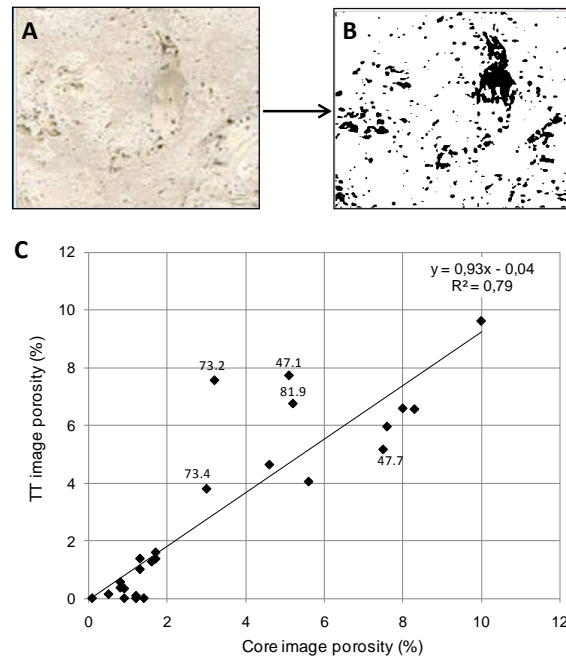 A
B
C
y = 0,93x - 0,04
R² = 0,79
12
10
8
6
4
2
0
TT image porosity (%)
73.2
47.1
81.9
73.4
47.7
0 2 4 6 8 10 12
Core image porosity (%)